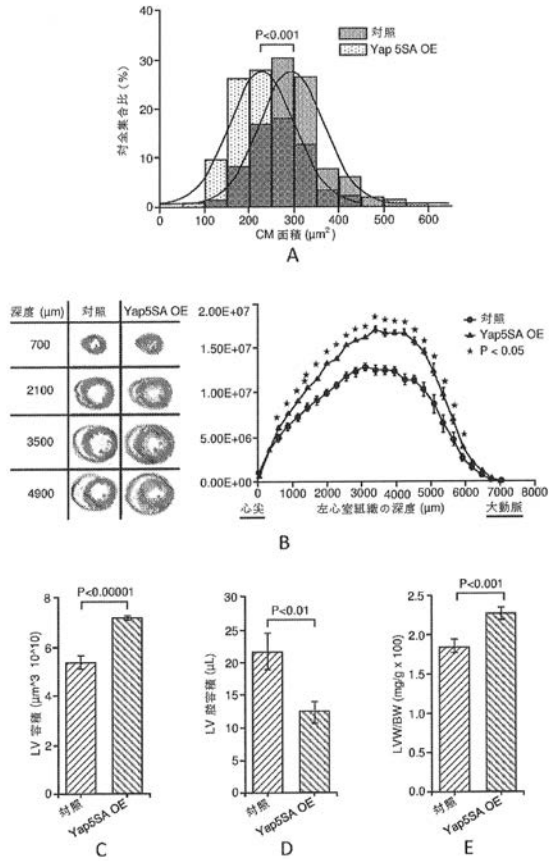 P<0.001
対照
Yap 5SA OE
対全集合比 (%)
40
30
20
10
0
0 100 200 300 400 500 600
CM 面積 (μm²)
A
深度 (μm) 対照 Yap5SA OE
700
2100
3500
4900
2.00E+07
1.50E+07
1.00E+07
5.00E+06
0.00E+00
対照
Yap5SA OE
P < 0.05
0 1000 2000 3000 4000 5000 6000 7000 8000
心尖 左心室組織の深度 (μm) 大動脈
B
P<0.00001
LV 容積 (μm^3 10^10)
8
6
4
2
0
対照
Yap5SA OE
C
P<0.01
LV 腔容積 (μL)
30
25
20
15
10
5
0
対照
Yap5SA OE
D
P<0.001
LVW/BW (mg/g x 100)
2.5
2.0
1.5
1.0
0.5
0.0
対照
Yap5SA OE
E